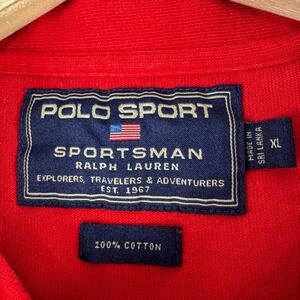 POLO SPORT
SPORTSMAN
RALPH LAUREN
EXPLORERS, TRAVELERS & ADVENTURERS
EST. 1967
MADE IN
SRI LANKA
XL
100% COTTON